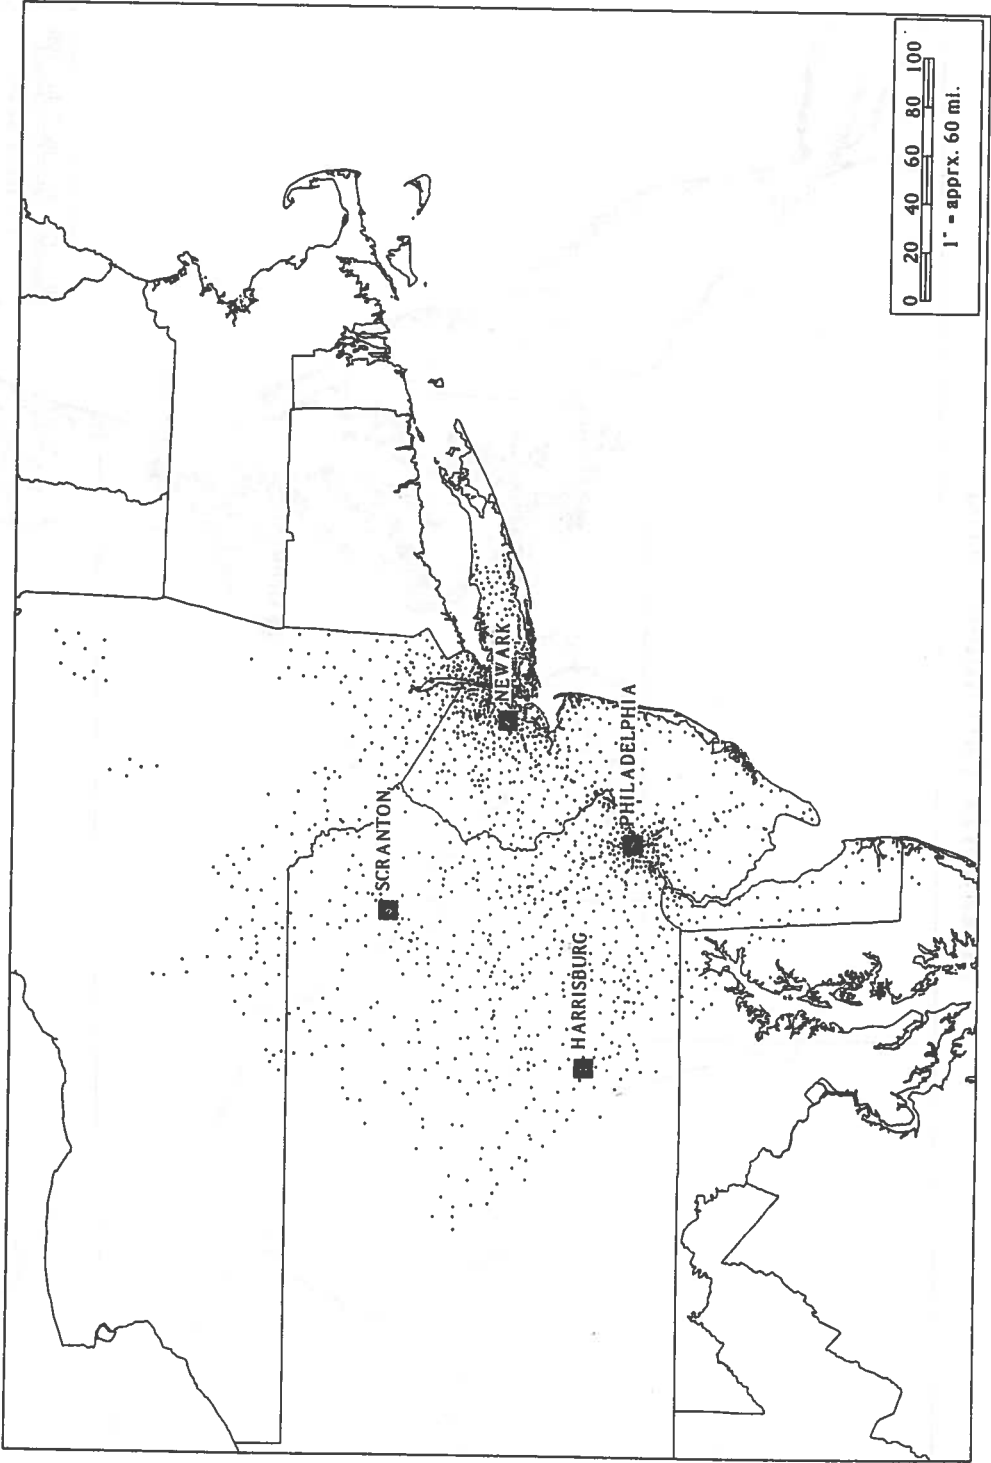 SCRANTON
NEWARK
HARRISBURG
PHILADELPHIA
0 20 40 60 80 100
1" = apprx. 60 mi.